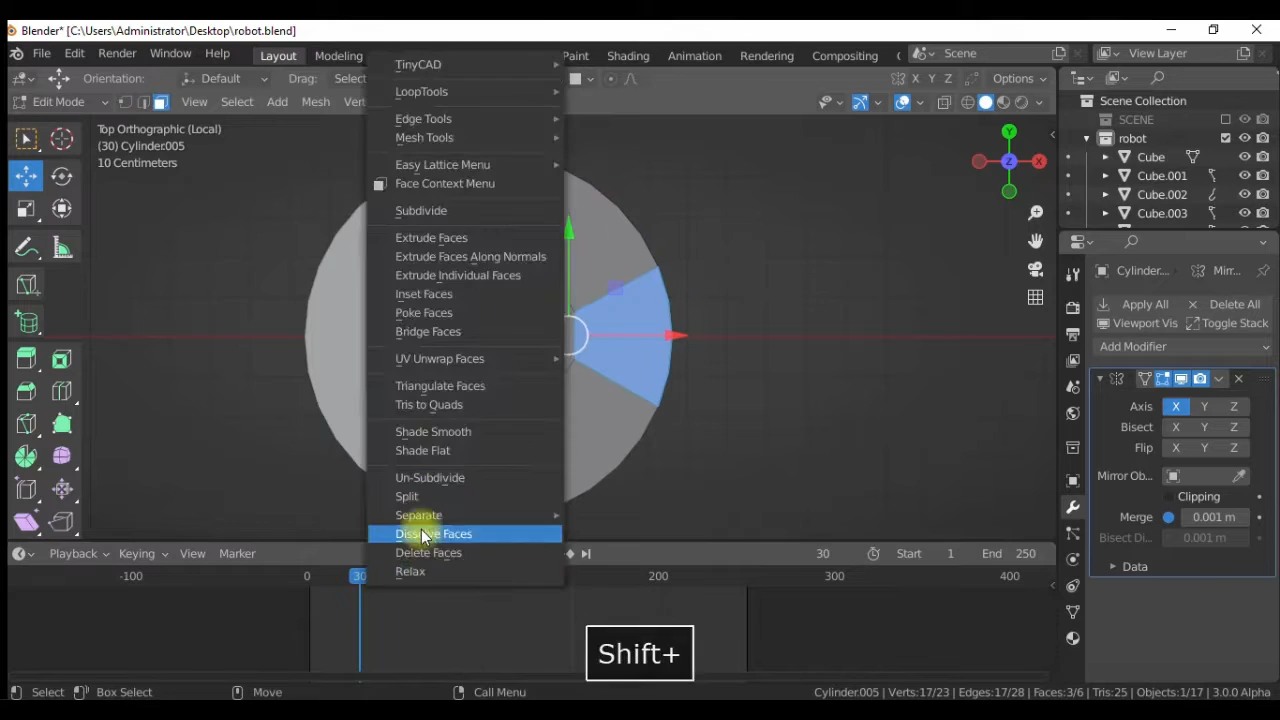 Blender* [C:\Users\Administrator\Desktop\robot.blend]
File Edit Render Window Help Layout Modeling Paint Shading Animation Rendering Compositing Scene View Layer
Orientation: Default Drag: Select Options
Edit Mode View Select Add Mesh
X Y Z
Top Orthographic (Local)
(30) Cylinder.005
10 Centimeters
TinyCAD
LoopTools
Edge Tools
Mesh Tools
Easy Lattice Menu
Face Context Menu
Subdivide
Extrude Faces
Extrude Faces Along Normals
Extrude Individual Faces
Inset Faces
Poke Faces
Bridge Faces
UV Unwrap Faces
Triangulate Faces
Tris to Quads
Shade Smooth
Shade Flat
Un-Subdivide
Split
Separate
Dissolve Faces
Delete Faces
Relax
Y
Z X
Scene Collection
SCENE
robot
Cube
Cube.001
Cube.002
Cube.003
Cylinder... Mir...
Apply All Delete All
Viewport Vis Toggle Stack
Add Modifier
Axis X Y Z
Bisect X Y Z
Flip X Y Z
Mirror Ob...
Clipping
Merge 0.001 m
Bisect Di... 0.001 m
Data
Playback Keying View Marker 30 Start 1 End 250
-100 0 30 200 300 400
Shift+
Select Box Select Move Call Menu Cylinder.005 | Verts:17/23 | Edges:17/28 | Faces:3/6 | Tris:25 | Objects:1/17 | 3.0.0 Alpha